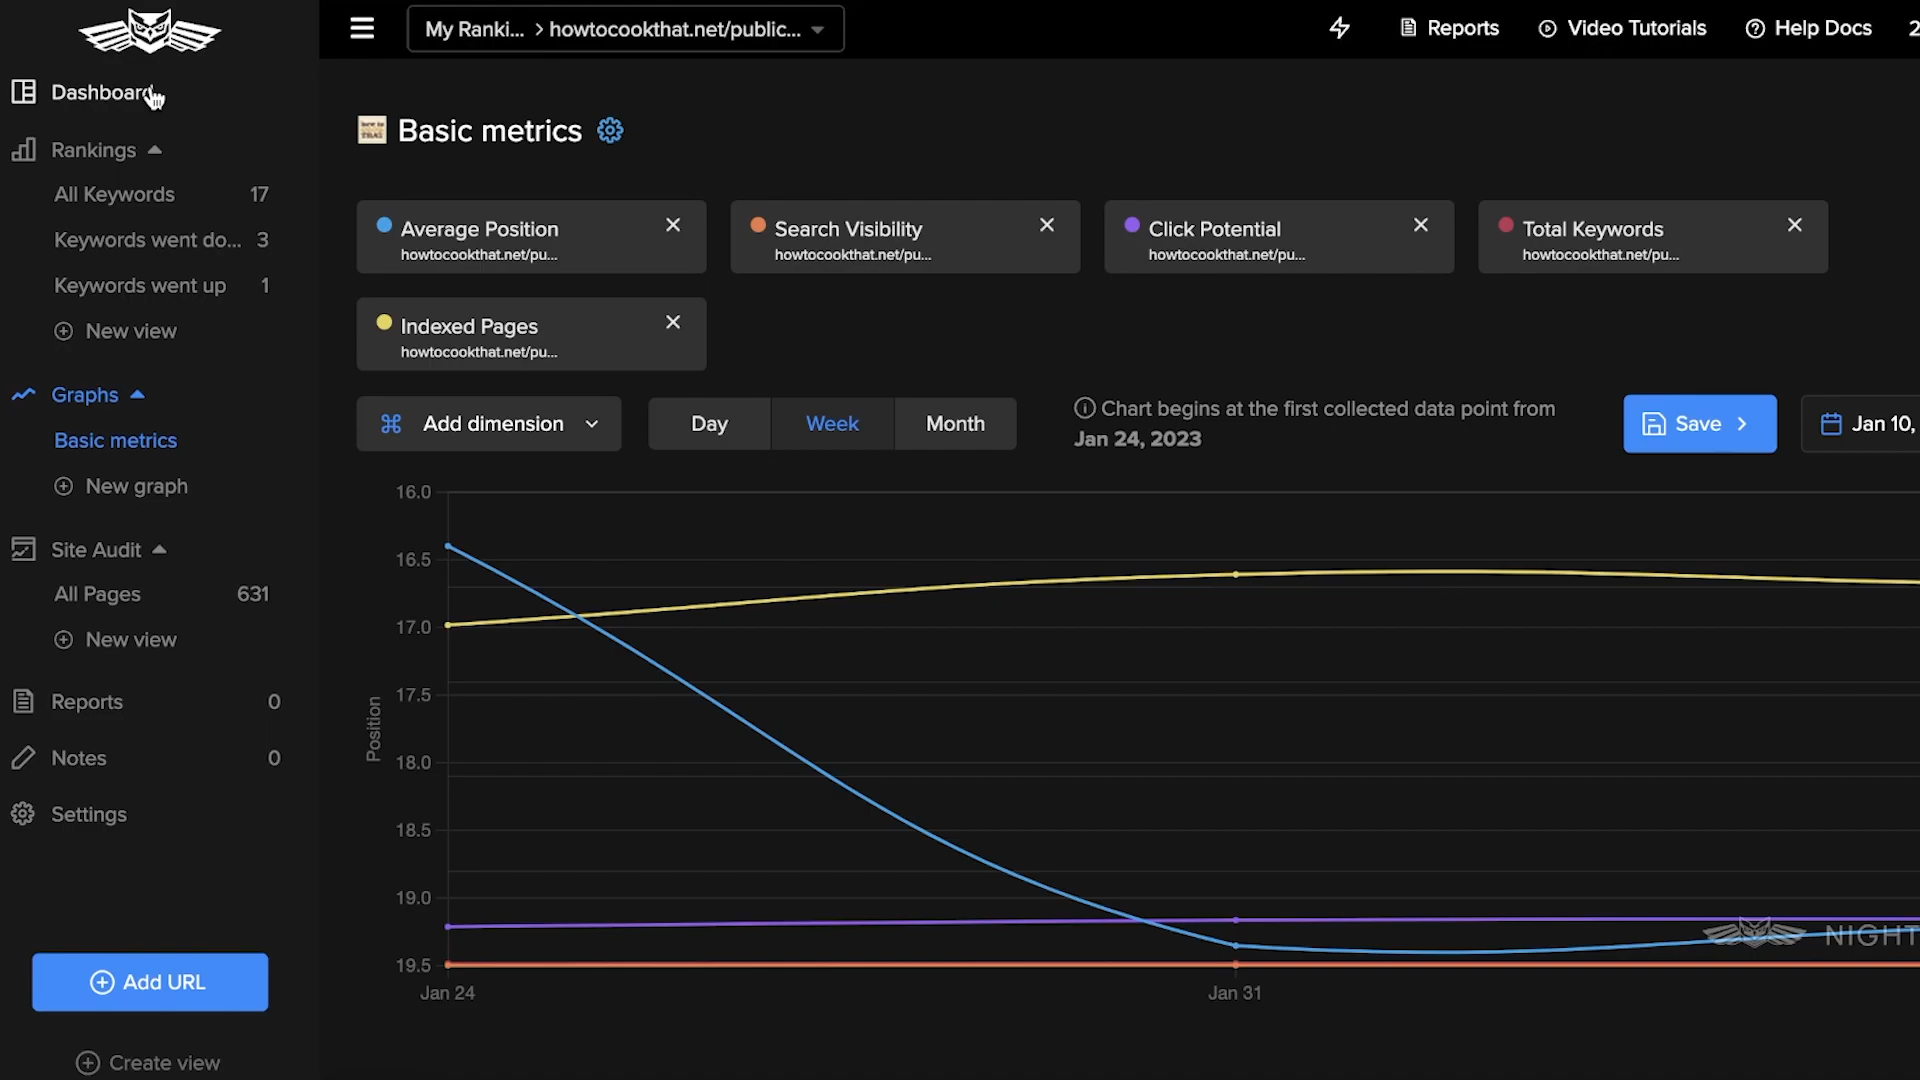 My Ranki... > howtocookthat.net/public...
Reports
Video Tutorials
Help Docs
Dashboard
Rankings
All Keywords 17
Keywords went do... 3
Keywords went up 1
New view
Graphs
Basic metrics
New graph
Site Audit
All Pages 631
New view
Reports 0
Notes 0
Settings
Add URL
Create view
Basic metrics
Average Position
howtocookthat.net/pu...
Search Visibility
howtocookthat.net/pu...
Click Potential
howtocookthat.net/pu...
Total Keywords
howtocookthat.net/pu...
Indexed Pages
howtocookthat.net/pu...
Add dimension
Day
Week
Month
Chart begins at the first collected data point from
Jan 24, 2023
Save
Jan 10,
Position
16.0
16.5
17.0
17.5
18.0
18.5
19.0
19.5
Jan 24
Jan 31
NIGHT